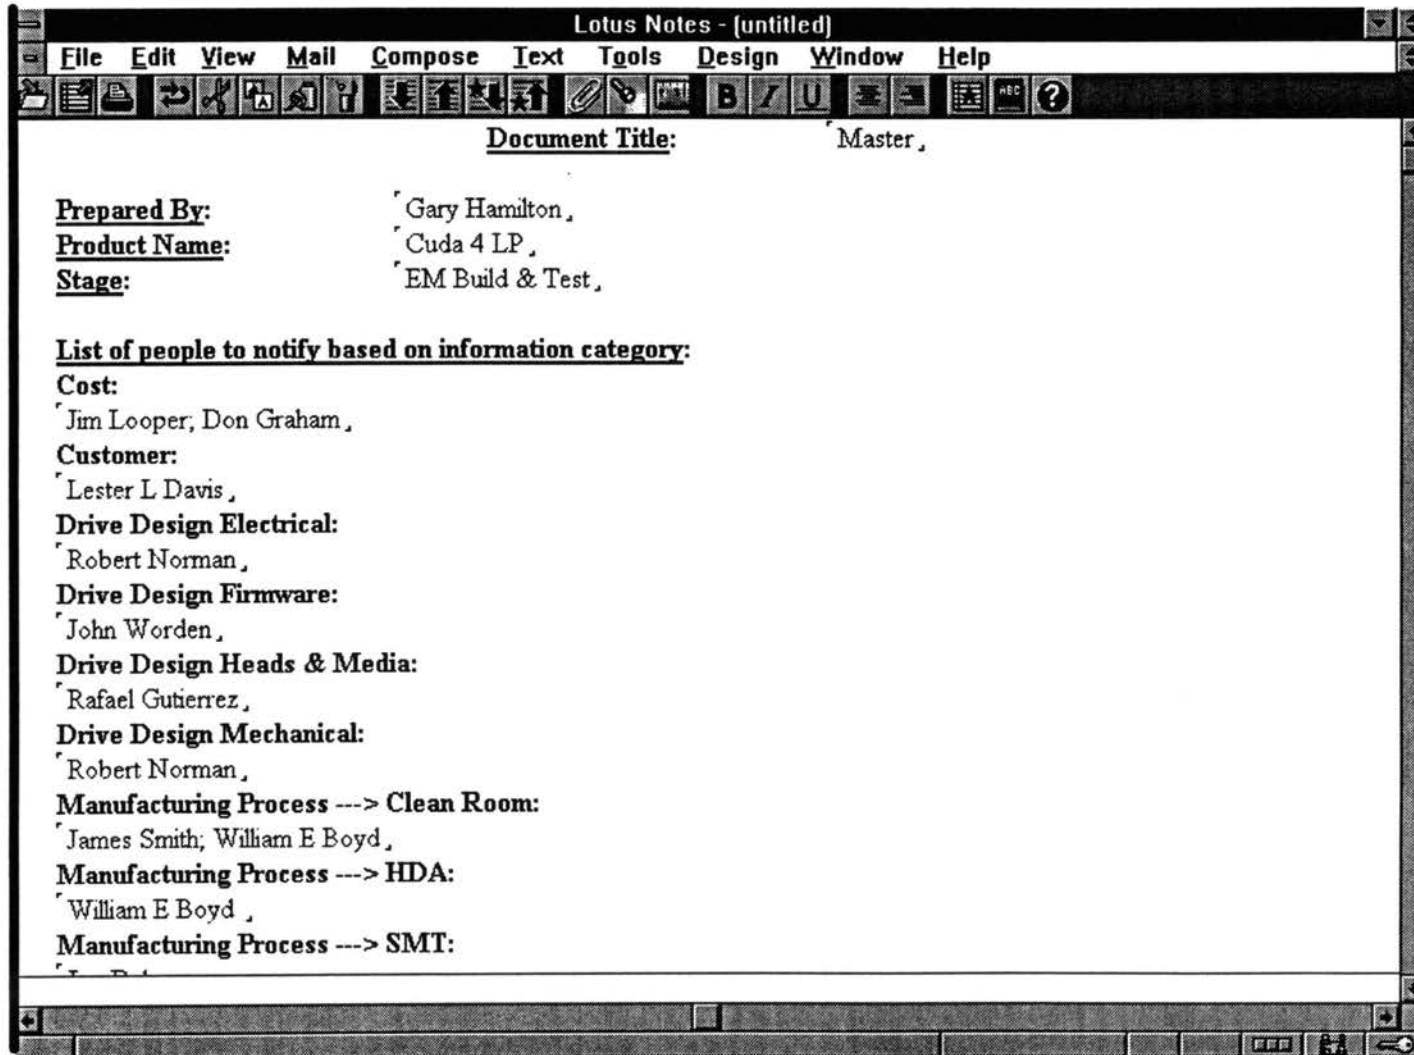 Lotus Notes - (untitled)
File Edit View Mail Compose Text Tools Design Window Help
B I U ABC ?
Document Title: Master
Prepared By: Gary Hamilton
Product Name: Cuda 4 LP
Stage: EM Build & Test
List of people to notify based on information category:
Cost:
Jim Looper; Don Graham
Customer:
Lester L Davis
Drive Design Electrical:
Robert Norman
Drive Design Firmware:
John Worden
Drive Design Heads & Media:
Rafael Gutierrez
Drive Design Mechanical:
Robert Norman
Manufacturing Process ---> Clean Room:
James Smith; William E Boyd
Manufacturing Process ---> HDA:
William E Boyd
Manufacturing Process ---> SMT: